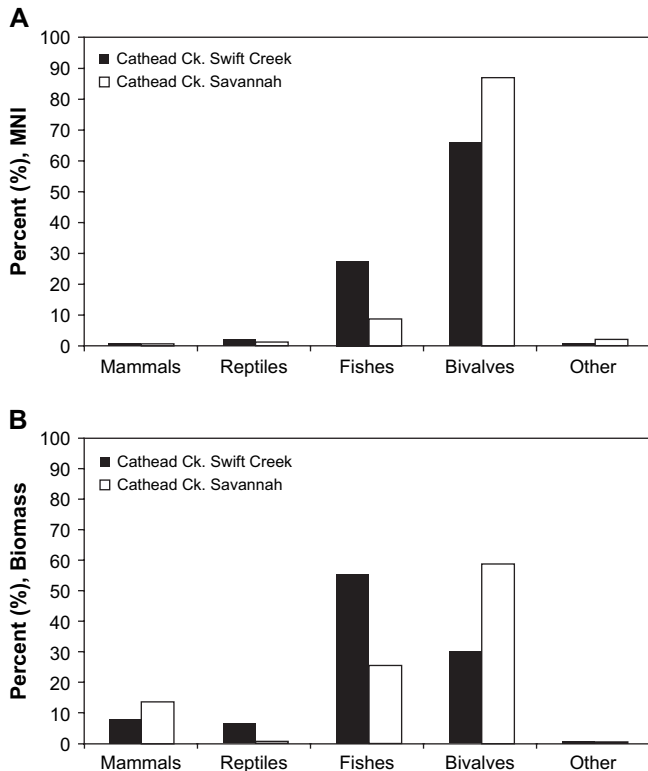 A
Percent (%), MNI
100
90
80
70
60
50
40
30
20
10
0
Cathead Ck. Swift Creek
Cathead Ck. Savannah
Mammals Reptiles Fishes Bivalves Other
B
Percent (%), Biomass
100
90
80
70
60
50
40
30
20
10
0
Cathead Ck. Swift Creek
Cathead Ck. Savannah
Mammals Reptiles Fishes Bivalves Other